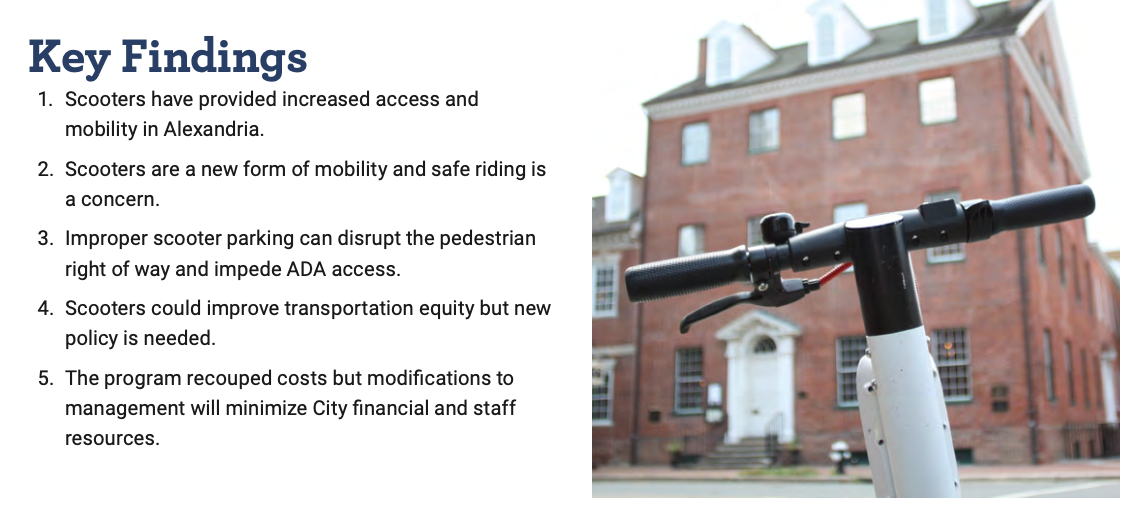 Key Findings
1. Scooters have provided increased access and
mobility in Alexandria.
2. Scooters are a new form of mobility and safe riding is
a concern.
3. Improper scooter parking can disrupt the pedestrian
right of way and impede ADA access.
4. Scooters could improve transportation equity but new
policy is needed.
5. The program recouped costs but modifications to
management will minimize City financial and staff
resources.